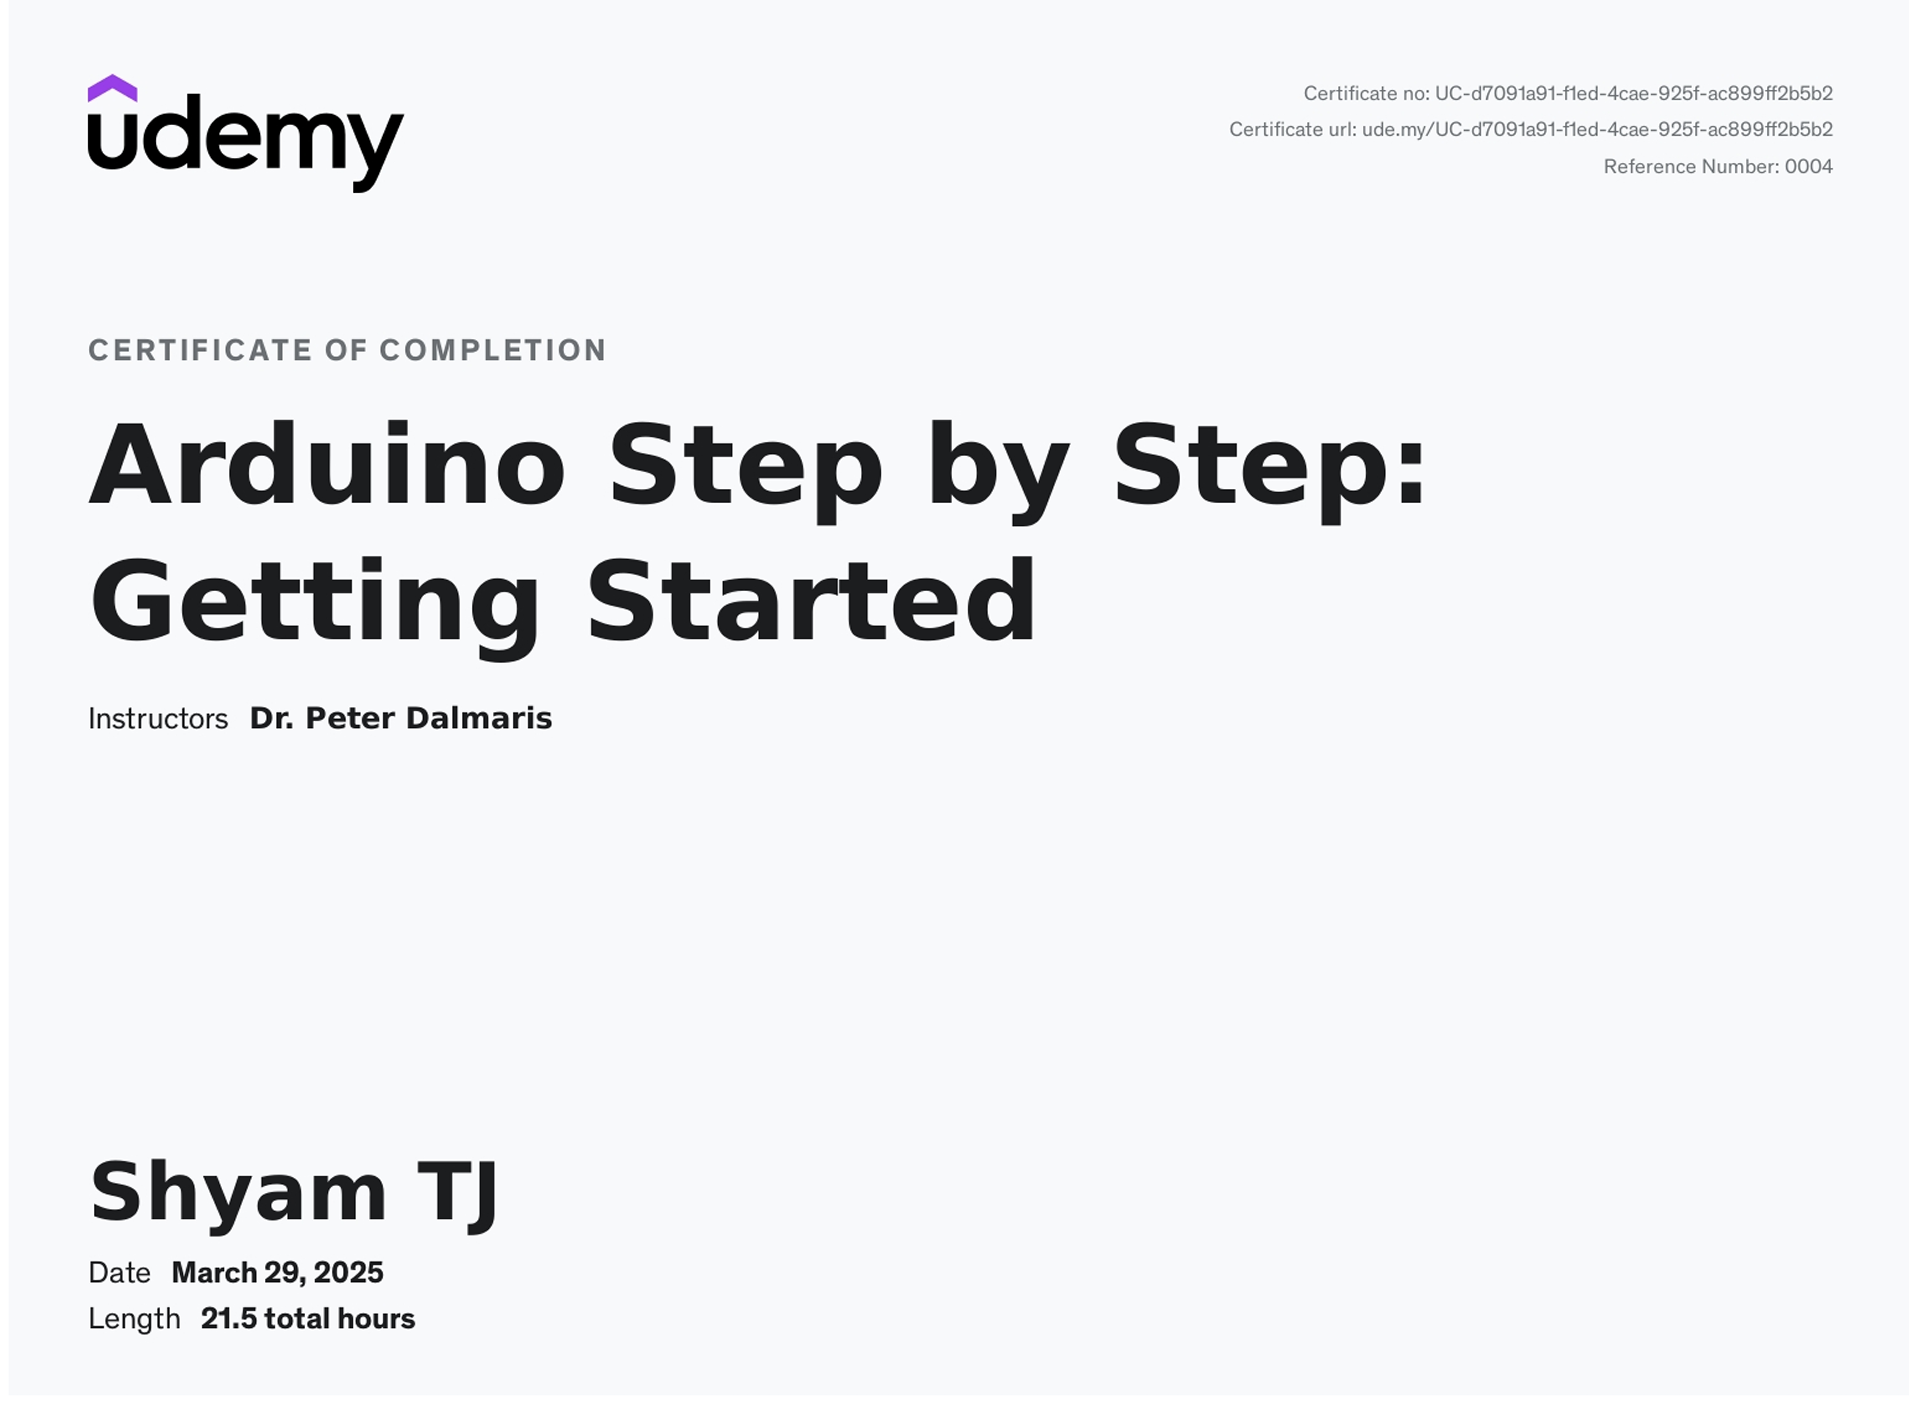 udemy
Certificate no: UC-d7091a91-f1ed-4cae-925f-ac899ff2b5b2
Certificate url: ude.my/UC-d7091a91-f1ed-4cae-925f-ac899ff2b5b2
Reference Number: 0004
CERTIFICATE OF COMPLETION
Arduino Step by Step:
Getting Started
Instructors Dr. Peter Dalmaris
Shyam TJ
Date March 29, 2025
Length 21.5 total hours